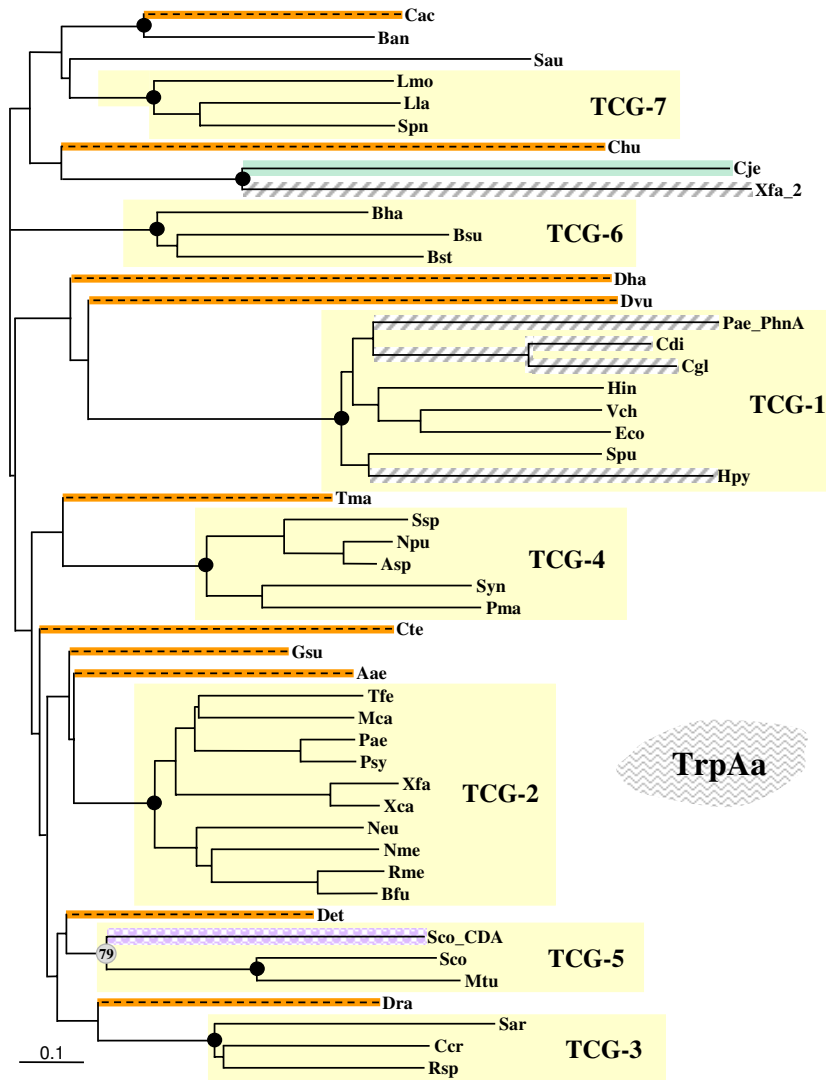 Cac
Ban
Sau
Lmo
Lla
TCG-7
Spn
Chu
Cje
Xfa_2
Bha
Bsu
TCG-6
Bst
Dha
Dvu
Pae_PhnA
Cdi
Cgl
Hin
TCG-1
Vch
Eco
Spu
Hpy
Tma
Ssp
Npu
TCG-4
Asp
Syn
Pma
Cte
Gsu
Aae
Tfe
Mca
Pae
Psy
TrpAa
Xfa
TCG-2
Xca
Neu
Nme
Rme
Bfu
Det
Sco_CDA
79
Sco
TCG-5
Mtu
Dra
Sar
Ccr
TCG-3
0.1
Rsp